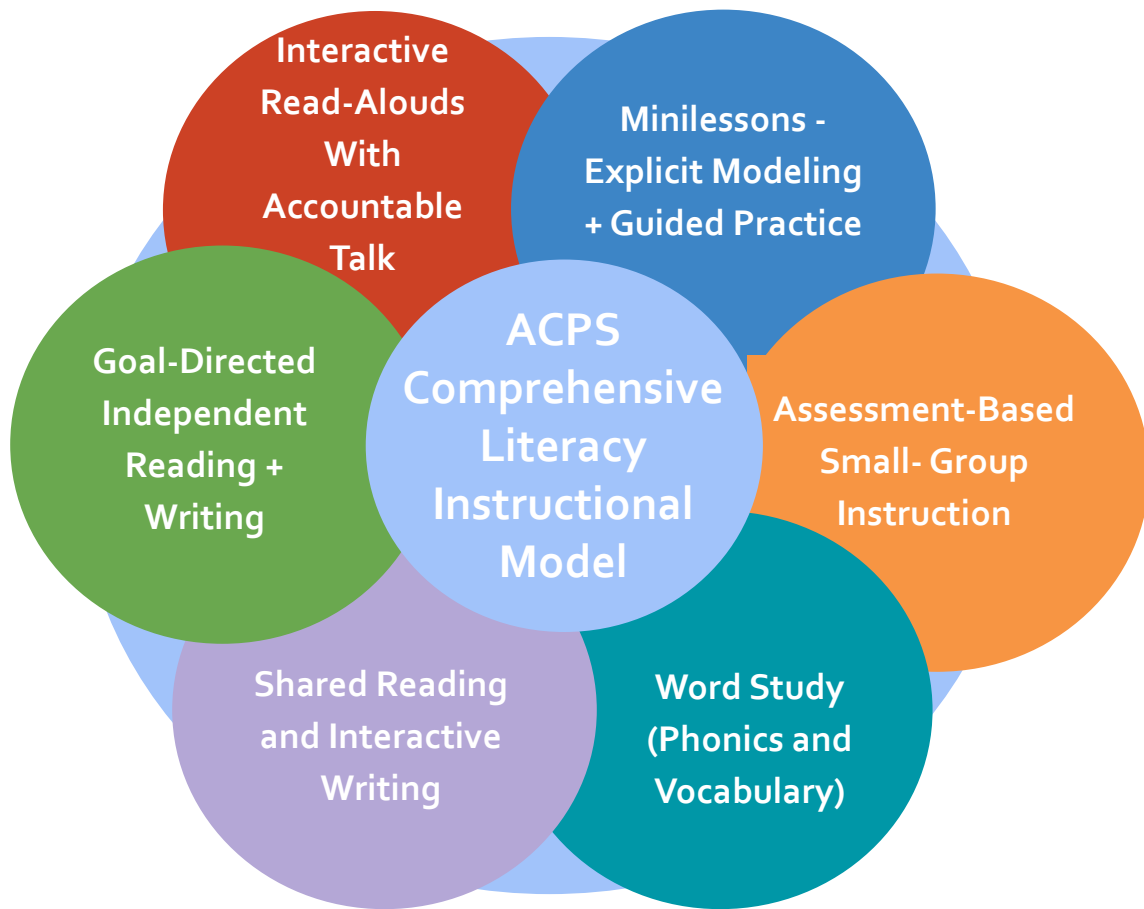 Interactive
Read-Alouds
With
Accountable
Talk
Minilessons -
Explicit Modeling
+ Guided Practice
Goal-Directed
Independent
Reading +
Writing
ACPS
Comprehensive
Literacy
Instructional
Model
Assessment-Based
Small- Group
Instruction
Shared Reading
and Interactive
Writing
Word Study
(Phonics and
Vocabulary)